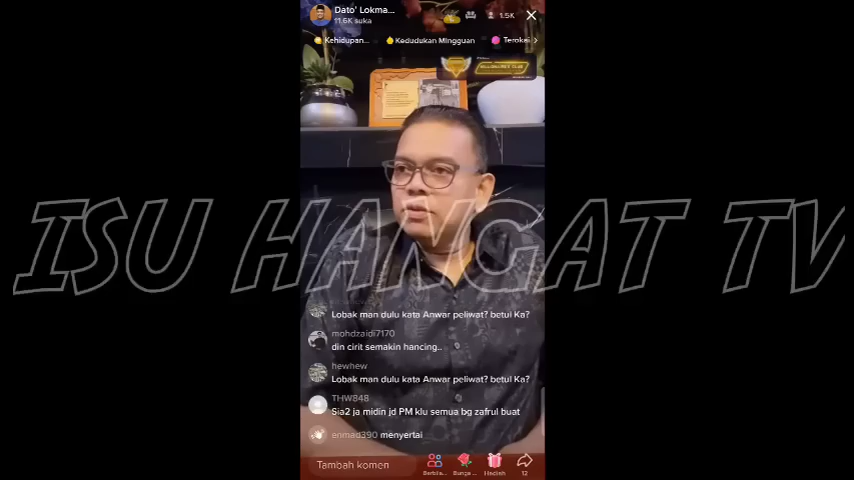 Dato' Lokma...
11.6K suka
1.5K
Kehidupan...
Kedudukan Mingguan
Terokai
ISU HANGAT TV
Lobak man dulu kata Anwar peliwat? betul Ka?
mohdzaidi7170
din cirit semakin hancing..
hewhew
Lobak man dulu kata Anwar peliwat? betul Ka?
THW848
Sia2 ja midin jd PM klu semua bg zafrul buat
enmad390 menyertai
Tambah komen
Hadiah
12